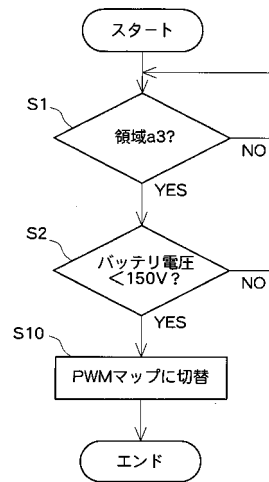 スタート
S1
領域a3?
NO
YES
S2
バッテリ電圧
<150V?
NO
YES
S10
PWMマップに切替
エンド